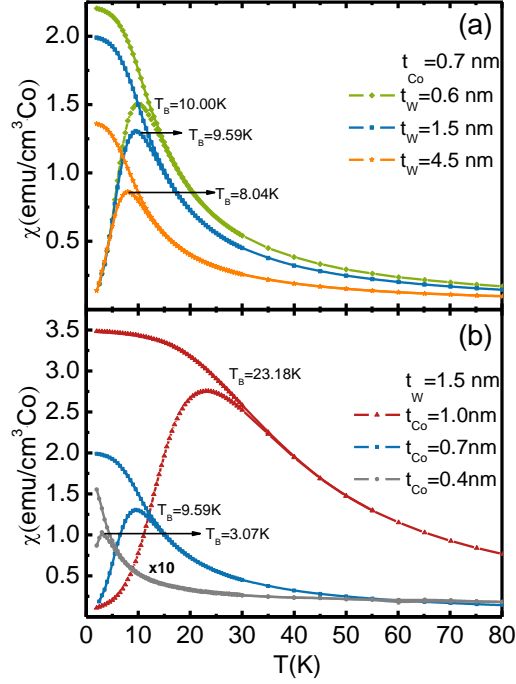 (a)
2.0
1.5
1.0
0.5
χ(emu/cm³Co)
t_Co=0.7 nm
t_W=0.6 nm
t_W=1.5 nm
t_W=4.5 nm
T_B=10.00K
T_B=9.59K
T_B=8.04K
(b)
3.5
3.0
2.5
2.0
1.5
1.0
0.5
χ(emu/cm³Co)
t_W=1.5 nm
t_Co=1.0nm
t_Co=0.7nm
t_Co=0.4nm
T_B=23.18K
T_B=9.59K
T_B=3.07K
x10
0 10 20 30 40 50 60 70 80
T(K)